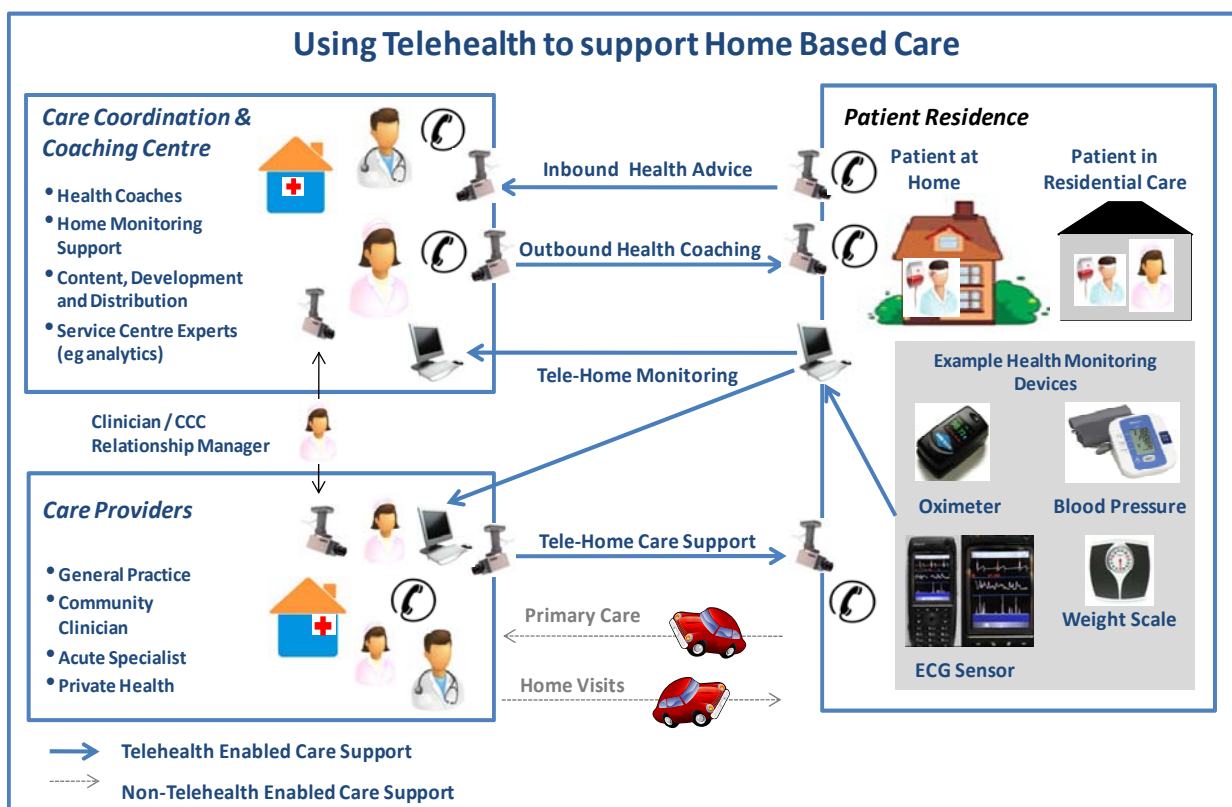 Using Telehealth to support Home Based Care
Care Coordination &
Coaching Centre
• Health Coaches
• Home Monitoring
Support
• Content, Development
and Distribution
• Service Centre Experts
(eg analytics)
Inbound Health Advice
Outbound Health Coaching
Tele-Home Monitoring
Patient Residence
Patient at
Home
Patient in
Residential Care
Example Health Monitoring
Devices
Oximeter
Blood Pressure
ECG Sensor
Weight Scale
Clinician / CCC
Relationship Manager
Care Providers
• General Practice
• Community
Clinician
• Acute Specialist
• Private Health
Tele-Home Care Support
Primary Care
Home Visits
Telehealth Enabled Care Support
Non-Telehealth Enabled Care Support